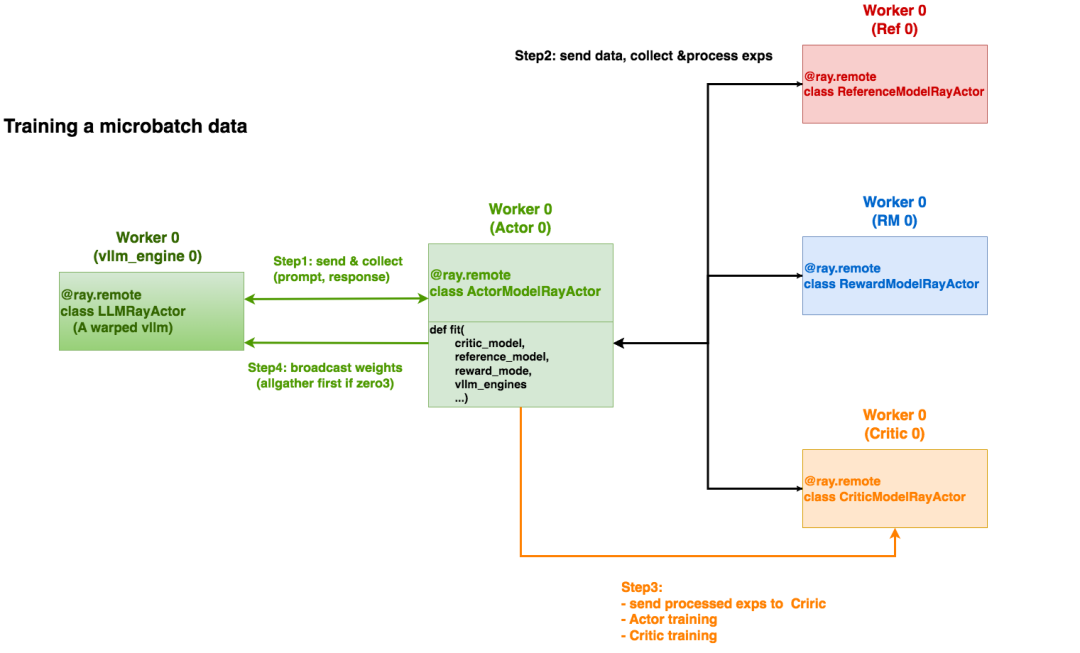 Worker 0
(Ref 0)
Step2: send data, collect &process exps
@ray.remote
class ReferenceModelRayActor
Training a microbatch data
Worker 0
(RM 0)
@ray.remote
class RewardModelRayActor
Worker 0
(Actor 0)
@ray.remote
class ActorModelRayActor
def fit(
critic_model,
reference_model,
reward_mode,
vllm_engines
...)
Worker 0
(vllm_engine 0)
@ray.remote
class LLMRayActor
(A warped vllm)
Step1: send & collect
(prompt, response)
Step4: broadcast weights
(allgather first if zero3)
Worker 0
(Critic 0)
@ray.remote
class CriticModelRayActor
Step3:
- send processed exps to  Criric
- Actor training
- Critic training